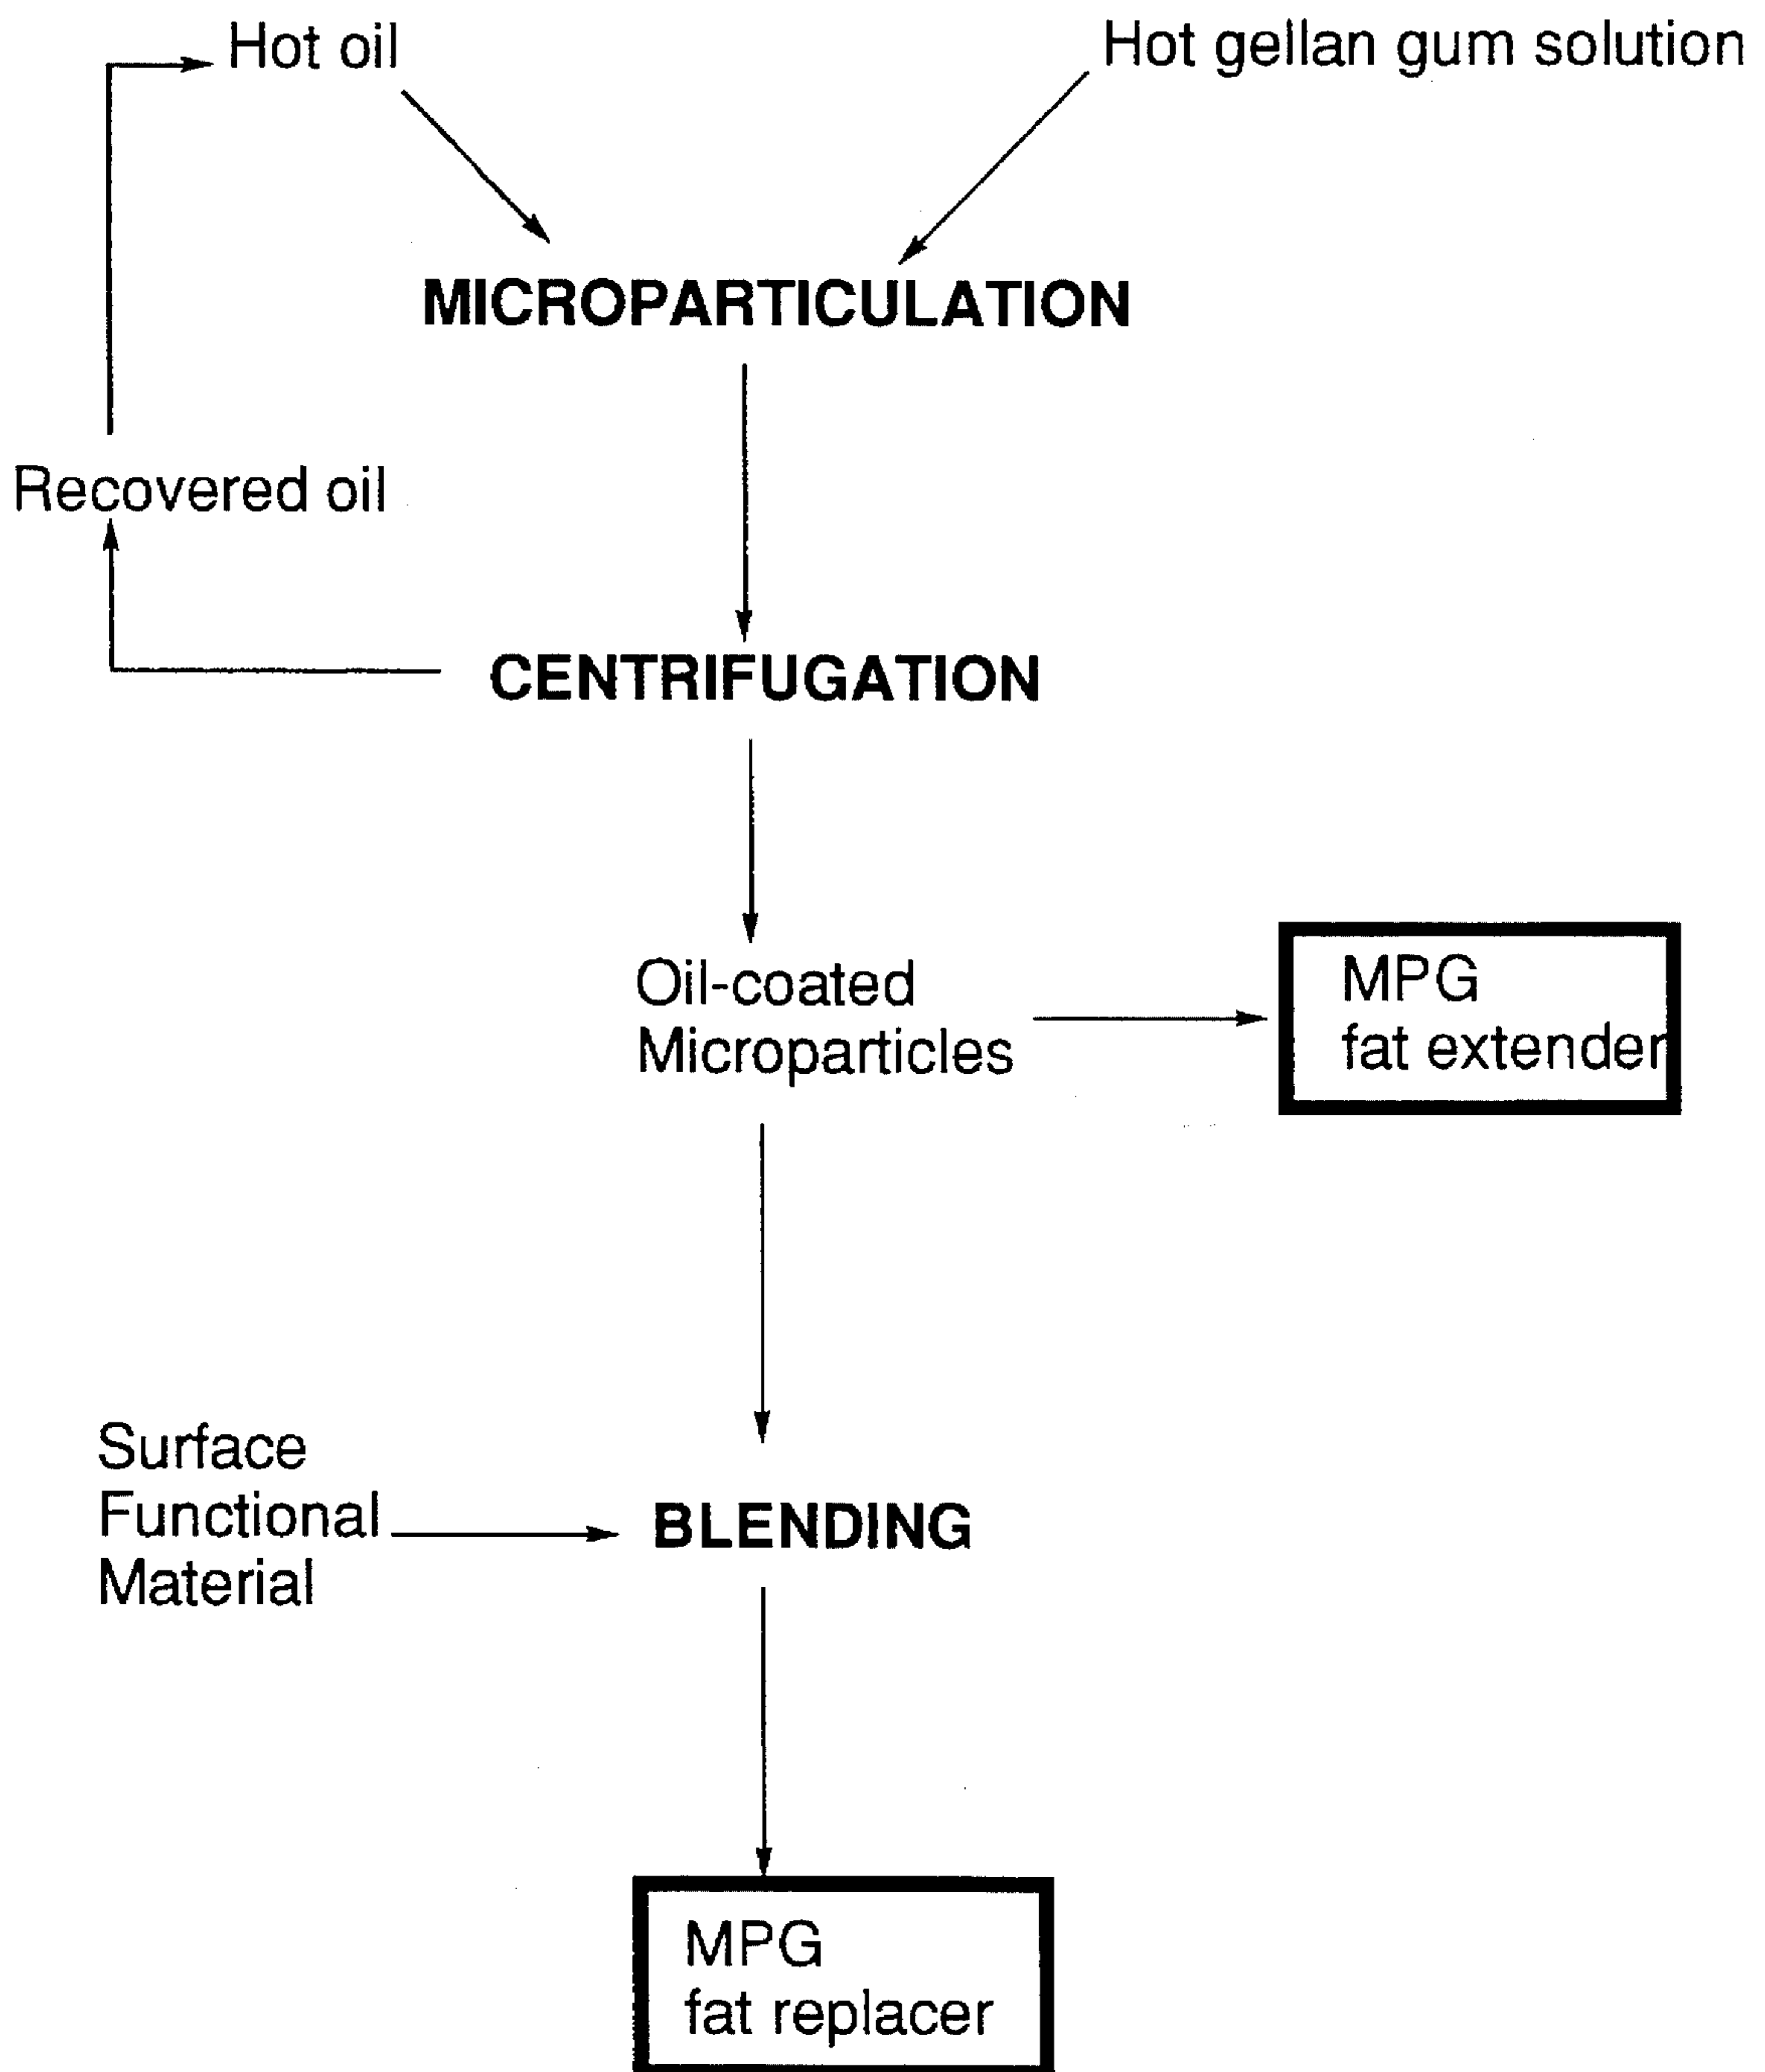 Hot oil
Hot gellan gum solution
MICROPARTICULATION
Recovered oil
CENTRIFUGATION
Oil-coated
Microparticles
MPG
fat extender
Surface
Functional
Material
BLENDING
MPG
fat replacer